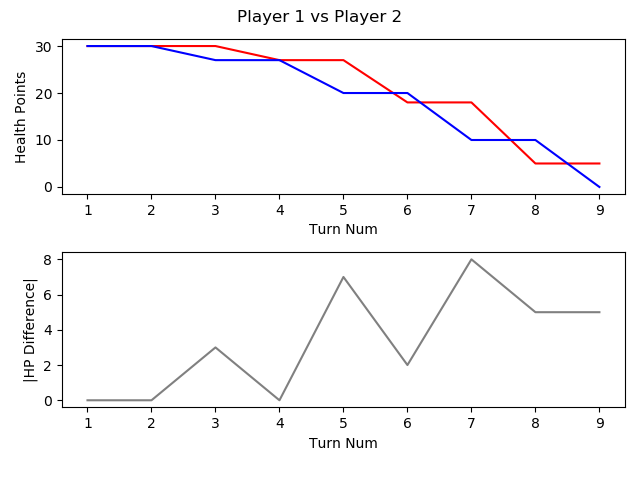 Player 1 vs Player 2
30
20
10
0
Health Points
1 2 3 4 5 6 7 8 9
Turn Num
8
6
4
2
0
|HP Difference|
1 2 3 4 5 6 7 8 9
Turn Num